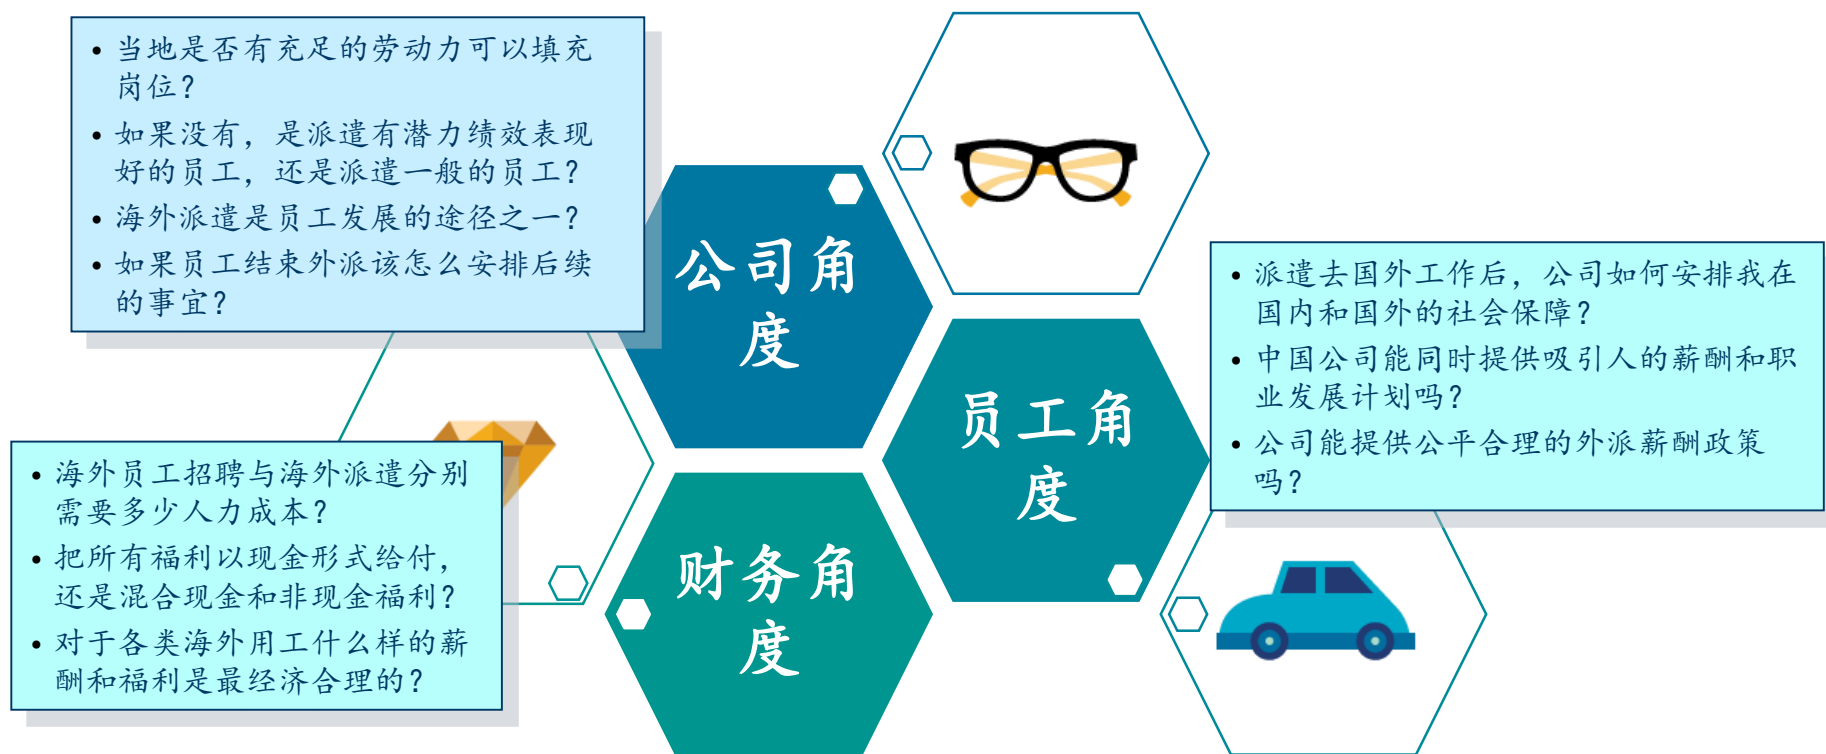 • 当地是否有充足的劳动力可以填充
岗位？
• 如果没有，是派遣有潜力绩效表现
好的员工，还是派遣一般的员工？
• 海外派遣是员工发展的途径之一？
• 如果员工结束外派该怎么安排后续
的事宜？
公司角
度
• 派遣去国外工作后，公司如何安排我在
国内和国外的社会保障？
• 中国公司能同时提供吸引人的薪酬和职
业发展计划吗？
• 公司能提供公平合理的外派薪酬政策
吗？
员工角
度
• 海外员工招聘与海外派遣分别
需要多少人力成本？
• 把所有福利以现金形式给付，
还是混合现金和非现金福利？
• 对于各类海外用工什么样的薪
酬和福利是最经济合理的？
财务角
度